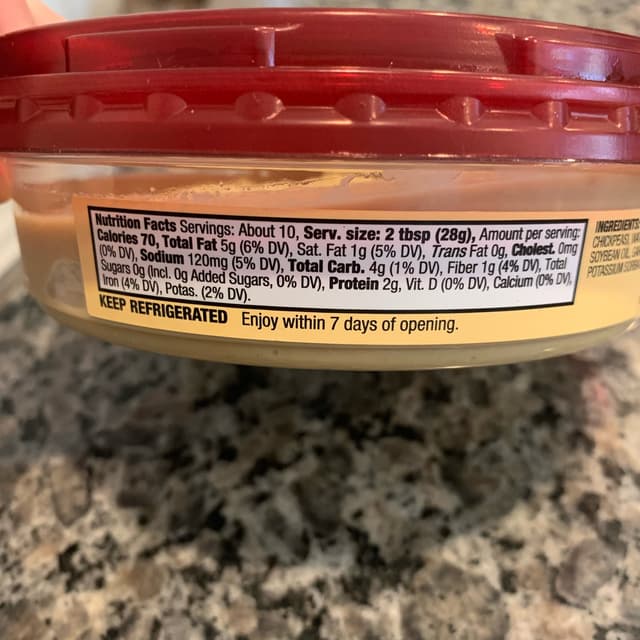 Nutrition Facts Servings: About 10, Serv. size: 2 tbsp (28g), Amount per serving:
Calories 70, Total Fat 5g (6% DV), Sat. Fat 1g (5% DV), Trans Fat 0g, Cholest. 0mg
(0% DV), Sodium 120mg (5% DV), Total Carb. 4g (1% DV), Fiber 1g (4% DV), Total
Sugars 0g (Incl. 0g Added Sugars, 0% DV), Protein 2g, Vit. D (0% DV), Calcium (0% DV),
Iron (4% DV), Potas. (2% DV).
KEEP REFRIGERATED Enjoy within 7 days of opening.
INGREDIENTS:
CHICKPEAS,
SOYBEAN OIL,
POTASSIUM